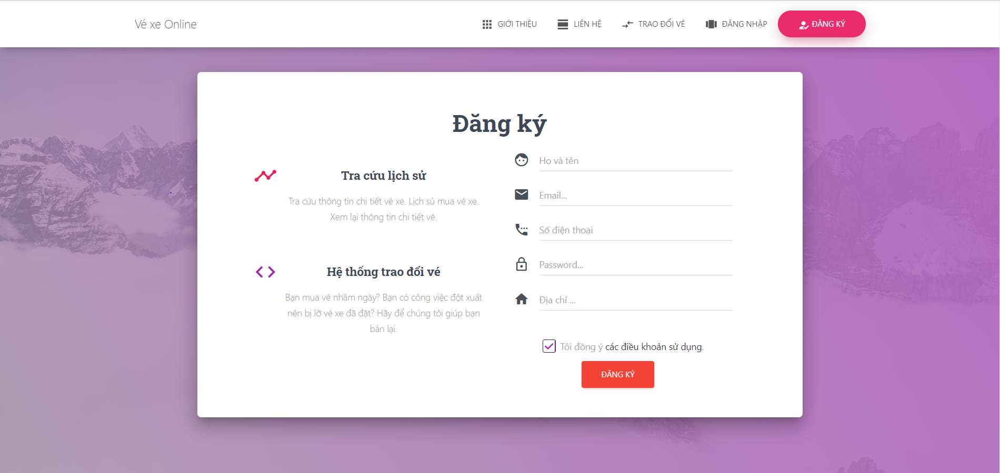 Vé xe Online
GIỚI THIỆU
LIÊN HỆ
TRAO ĐỔI VÉ
ĐĂNG NHẬP
ĐĂNG KÝ
Đăng ký
Tra cứu lịch sử
Tra cứu thông tin chi tiết vé xe. Lịch sủ mua vé xe.
Xem lại thông tin chi tiết vé.
Hệ thống trao đổi vé
Bạn mua vé nhầm ngày? Bạn có công việc đột xuất
nên bị lỡ vé xe đã đặt? Hãy để chúng tôi giúp bạn
bán lại.
Họ và tên
Email...
Số điện thoại
Password...
Địa chỉ ...
Tôi đồng ý các điều khoản sử dụng.
ĐĂNG KÝ